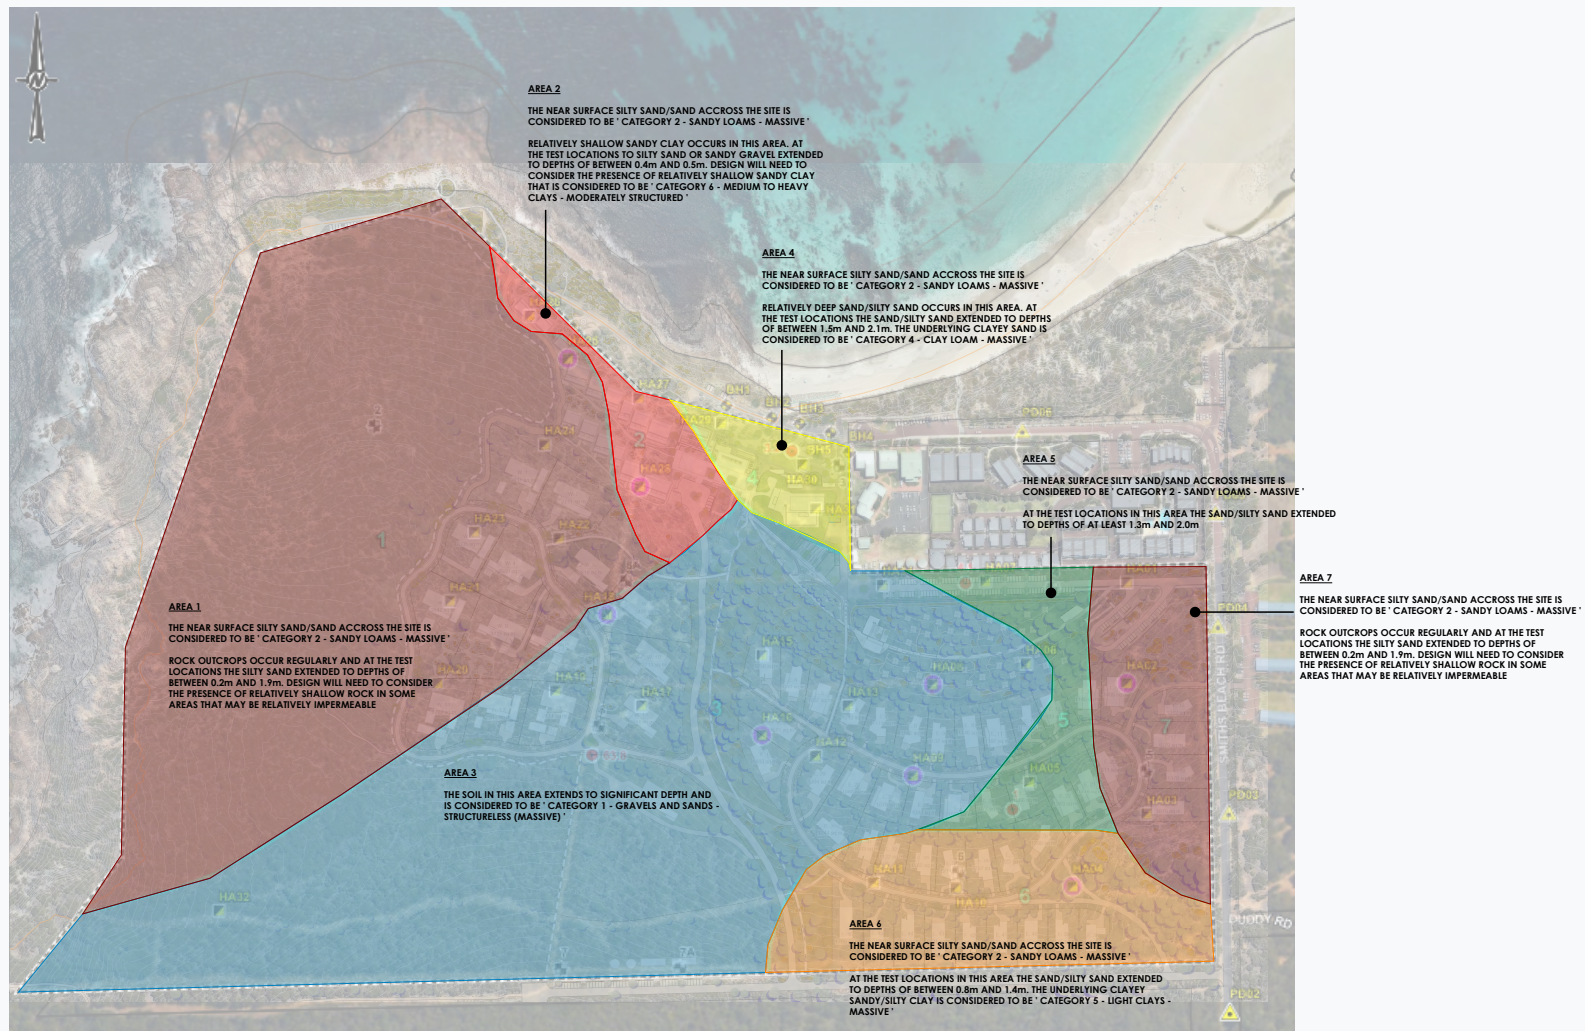 N
AREA 2
THE NEAR SURFACE SILTY SAND/SAND ACCROSS THE SITE IS
CONSIDERED TO BE ' CATEGORY 2 - SANDY LOAMS - MASSIVE '
RELATIVELY SHALLOW SANDY CLAY OCCURS IN THIS AREA. AT
THE TEST LOCATIONS TO SILTY SAND OR SANDY GRAVEL EXTENDED
TO DEPTHS OF BETWEEN 0.4m AND 0.5m. DESIGN WILL NEED TO
CONSIDER THE PRESENCE OF RELATIVELY SHALLOW SANDY CLAY
THAT IS CONSIDERED TO BE ' CATEGORY 6 - MEDIUM TO HEAVY
CLAYS - MODERATELY STRUCTURED '
AREA 4
THE NEAR SURFACE SILTY SAND/SAND ACCROSS THE SITE IS
CONSIDERED TO BE ' CATEGORY 2 - SANDY LOAMS - MASSIVE '
RELATIVELY DEEP SAND/SILTY SAND OCCURS IN THIS AREA. AT
THE TEST LOCATIONS THE SAND/SILTY SAND EXTENDED TO DEPTHS
OF BETWEEN 1.5m AND 2.1m. THE UNDERLYING CLAYEY SAND IS
CONSIDERED TO BE ' CATEGORY 4 - CLAY LOAM - MASSIVE '
HA27
BH1
BH4
HA24
2
4
HA30
AREA 5
THE NEAR SURFACE SILTY SAND/SAND ACCROSS THE SITE IS
CONSIDERED TO BE ' CATEGORY 2 - SANDY LOAMS - MASSIVE '
AT THE TEST LOCATIONS IN THIS AREA THE SAND/SILTY SAND EXTENDED
TO DEPTHS OF AT LEAST 1.3m AND 2.0m
HA23
HA22
1
HA21
AREA 7
THE NEAR SURFACE SILTY SAND/SAND ACCROSS THE SITE IS
CONSIDERED TO BE ' CATEGORY 2 - SANDY LOAMS - MASSIVE '
ROCK OUTCROPS OCCUR REGULARLY AND AT THE TEST
LOCATIONS THE SILTY SAND EXTENDED TO DEPTHS OF
BETWEEN 0.2m AND 1.9m. DESIGN WILL NEED TO CONSIDER
THE PRESENCE OF RELATIVELY SHALLOW ROCK IN SOME
AREAS THAT MAY BE RELATIVELY IMPERMEABLE
AREA 1
THE NEAR SURFACE SILTY SAND/SAND ACCROSS THE SITE IS
CONSIDERED TO BE ' CATEGORY 2 - SANDY LOAMS - MASSIVE '
ROCK OUTCROPS OCCUR REGULARLY AND AT THE TEST
LOCATIONS THE SILTY SAND EXTENDED TO DEPTHS OF
BETWEEN 0.2m AND 1.9m. DESIGN WILL NEED TO CONSIDER
THE PRESENCE OF RELATIVELY SHALLOW ROCK IN SOME
AREAS THAT MAY BE RELATIVELY IMPERMEABLE
HA20
HA15
HA17
HA13
HA12
5
7
HA05
SMITHS BEACH RD
PD03
AREA 3
THE SOIL IN THIS AREA EXTENDS TO SIGNIFICANT DEPTH AND
IS CONSIDERED TO BE ' CATEGORY 1 - GRAVELS AND SANDS -
STRUCTURELESS (MASSIVE) '
HA11
HA04
HA10
6
HA32
DUDDY RD
AREA 6
THE NEAR SURFACE SILTY SAND/SAND ACCROSS THE SITE IS
CONSIDERED TO BE ' CATEGORY 2 - SANDY LOAMS - MASSIVE '
AT THE TEST LOCATIONS IN THIS AREA THE SAND/SILTY SAND EXTENDED
TO DEPTHS OF BETWEEN 0.8m AND 1.4m. THE UNDERLYING CLAYEY
SANDY/SILTY CLAY IS CONSIDERED TO BE ' CATEGORY 5 - LIGHT CLAYS -
MASSIVE '
PD02